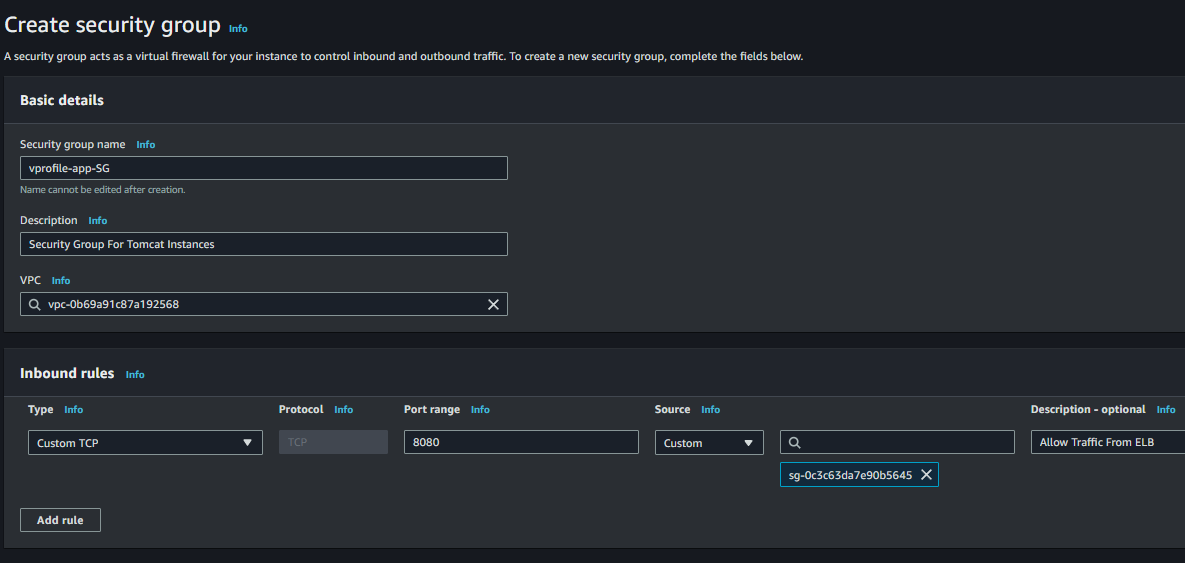 Create security group Info
A security group acts as a virtual firewall for your instance to control inbound and outbound traffic. To create a new security group, complete the fields below.
Basic details
Security group name Info
vprofile-app-SG
Name cannot be edited after creation.
Description Info
Security Group For Tomcat Instances
VPC Info
vpc-0b69a91c87a192568
Inbound rules Info
Type Info Protocol Info Port range Info Source Info Description - optional Info
Custom TCP TCP 8080 Custom Allow Traffic From ELB
sg-0c3c63da7e90b5645
Add rule